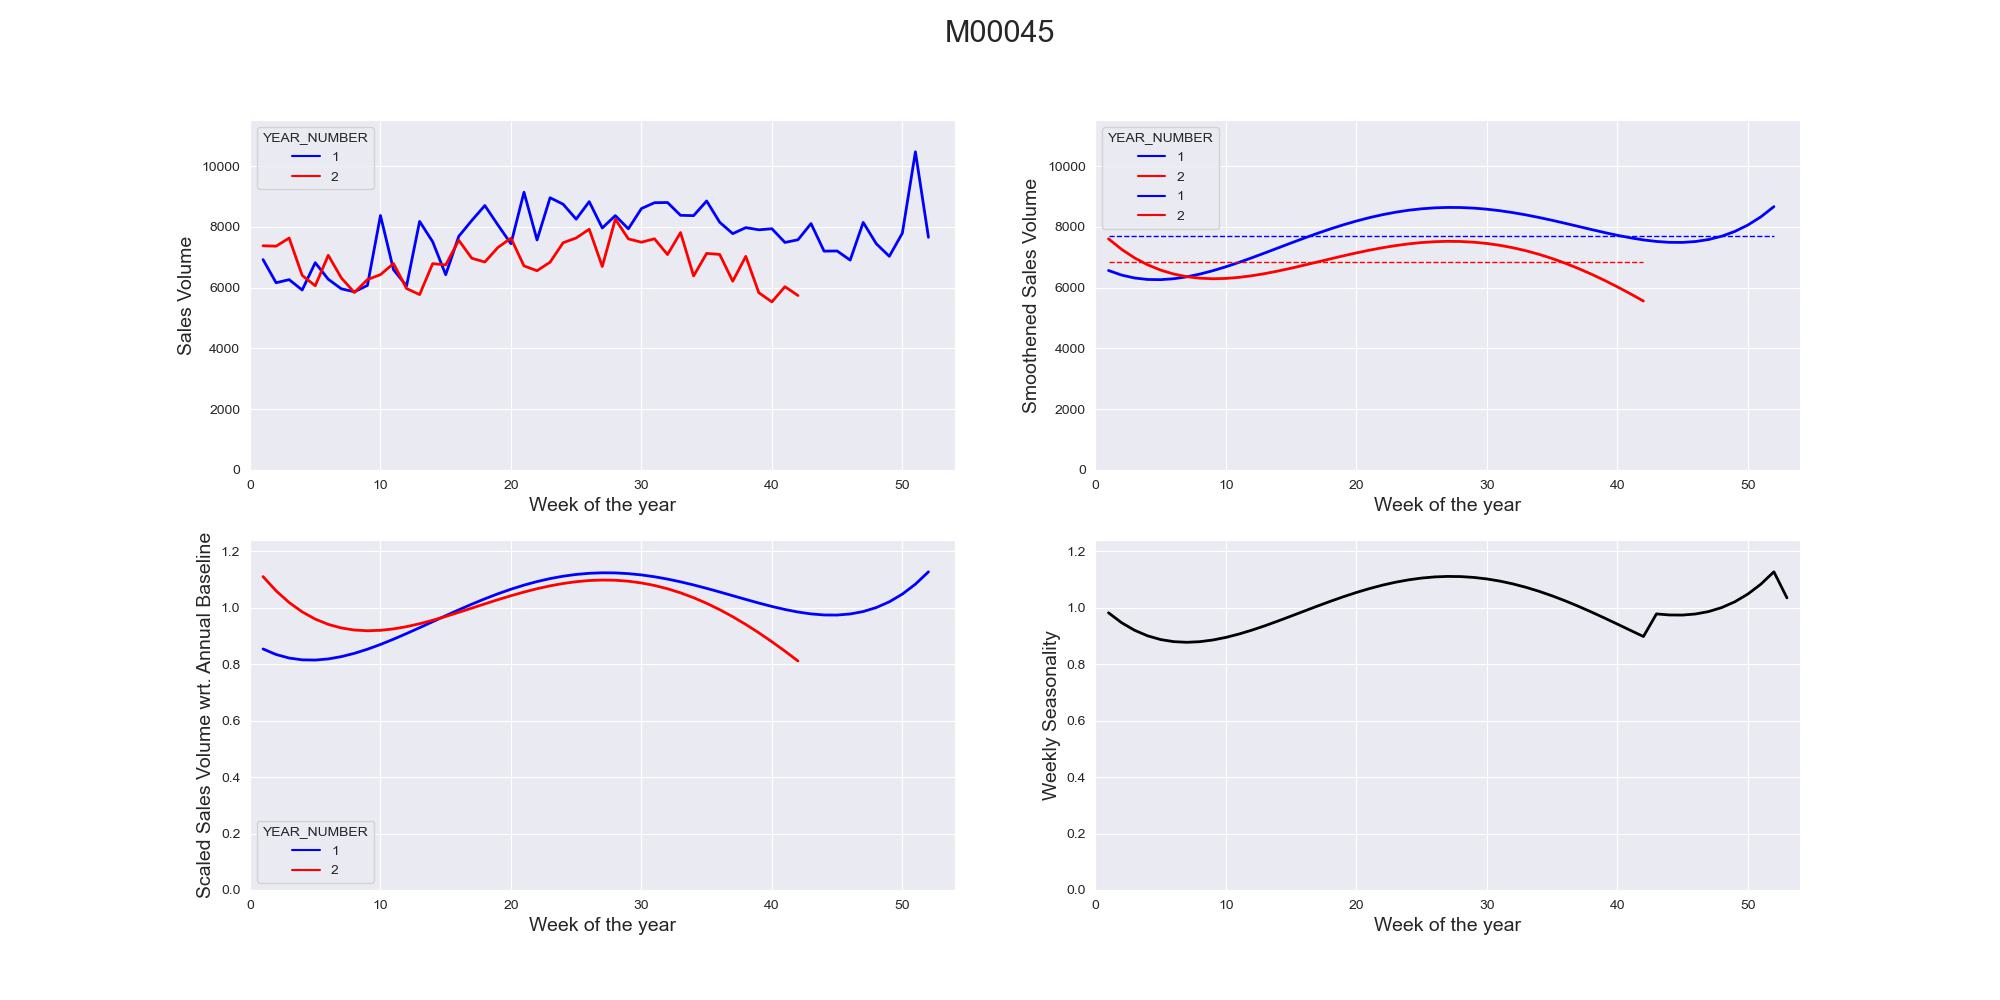 M00045
YEAR_NUMBER
1
2
10000
8000
6000
4000
2000
0
Sales Volume
0 10 20 30 40 50
Week of the year
YEAR_NUMBER
1
2
1
2
10000
8000
6000
4000
2000
0
Smoothened Sales Volume
0 10 20 30 40 50
Week of the year
1.2
1.0
0.8
0.6
0.4
0.2
0.0
Scaled Sales Volume wrt. Annual Baseline
YEAR_NUMBER
1
2
0 10 20 30 40 50
Week of the year
1.2
1.0
0.8
0.6
0.4
0.2
0.0
Weekly Seasonality
0 10 20 30 40 50
Week of the year